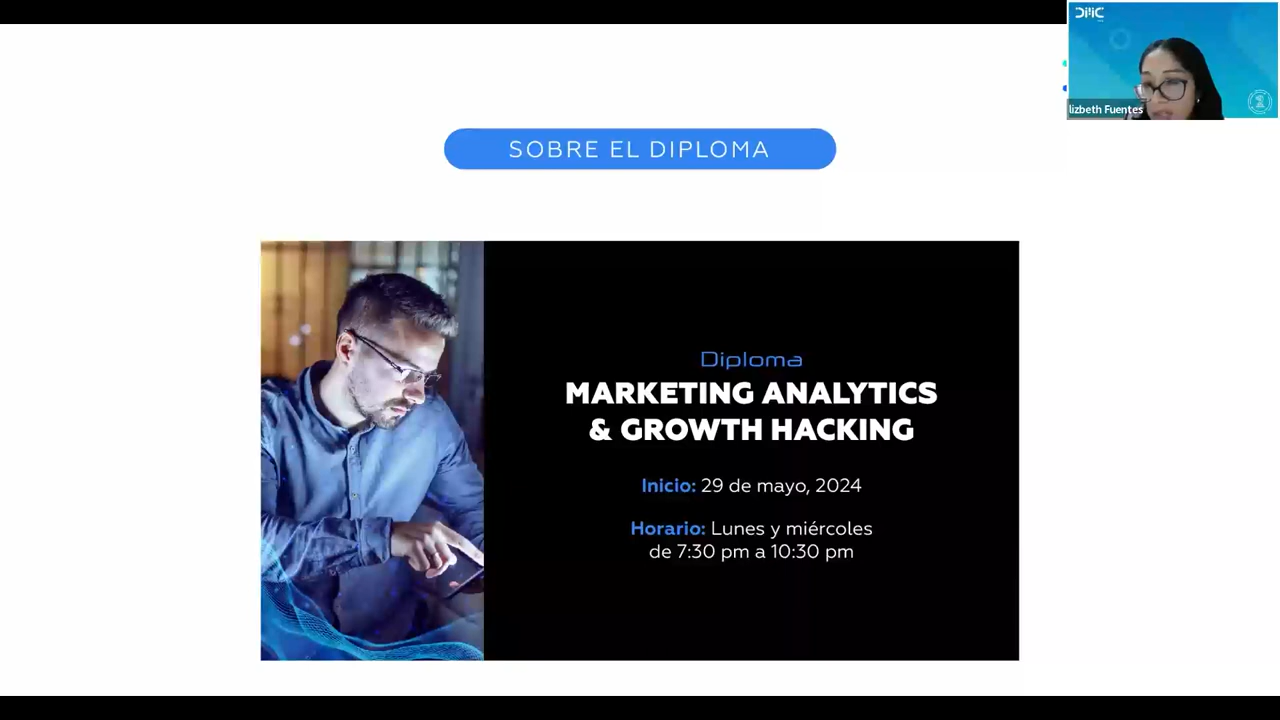 DMC
lizbeth Fuentes
SOBRE EL DIPLOMA
Diploma
MARKETING ANALYTICS
& GROWTH HACKING
Inicio: 29 de mayo, 2024
Horario: Lunes y miércoles
de 7:30 pm a 10:30 pm